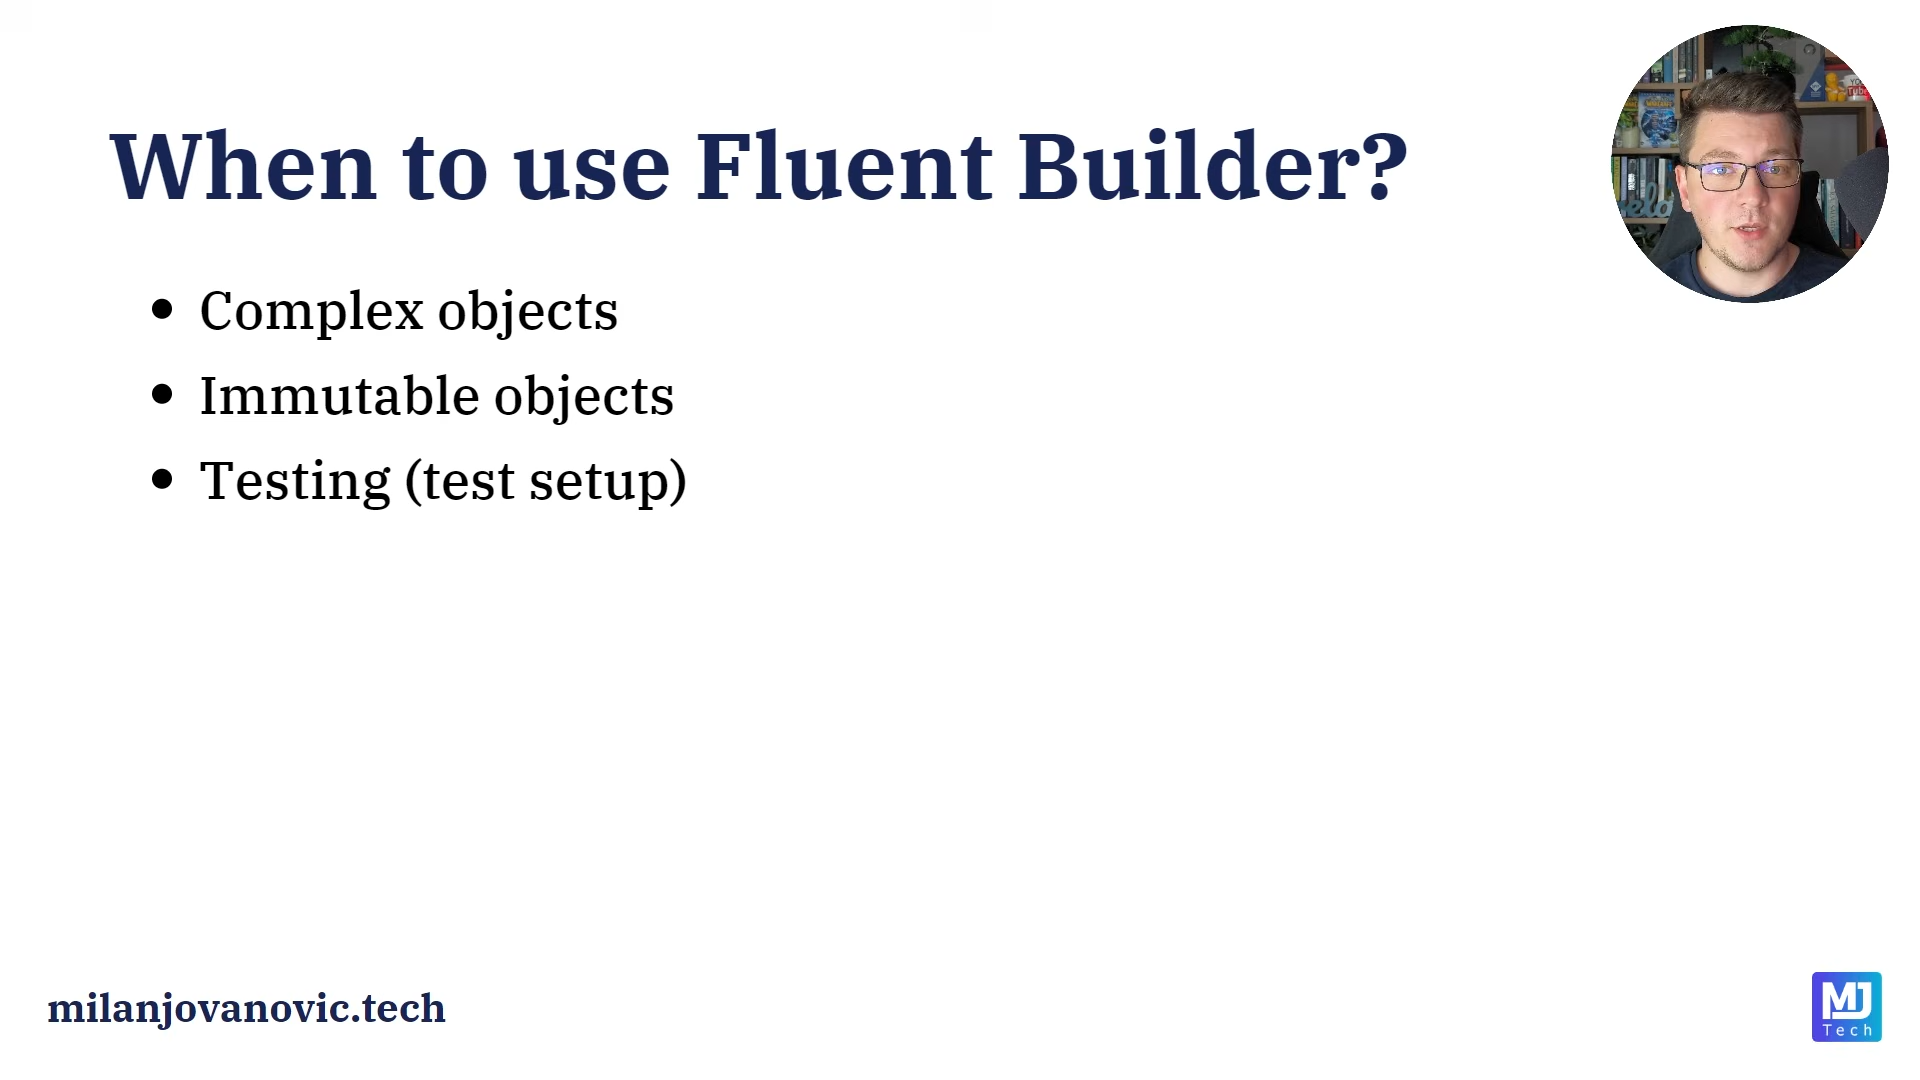 When to use Fluent Builder?
Complex objects
Immutable objects
Testing (test setup)
milanjovanovic.tech
MJ
Tech